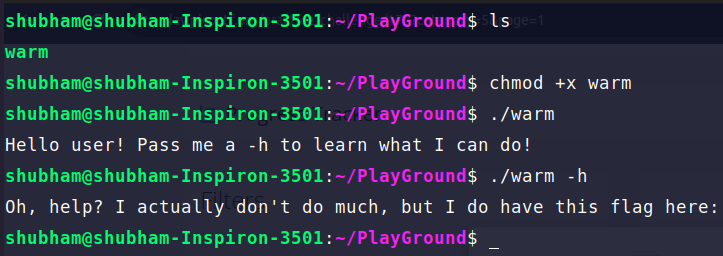 shubham@shubham-Inspiron-3501:~/PlayGround$ ls
warm
shubham@shubham-Inspiron-3501:~/PlayGround$ chmod +x warm
shubham@shubham-Inspiron-3501:~/PlayGround$ ./warm
Hello user! Pass me a -h to learn what I can do!
shubham@shubham-Inspiron-3501:~/PlayGround$ ./warm -h
Oh, help? I actually don't do much, but I do have this flag here:
shubham@shubham-Inspiron-3501:~/PlayGround$ _